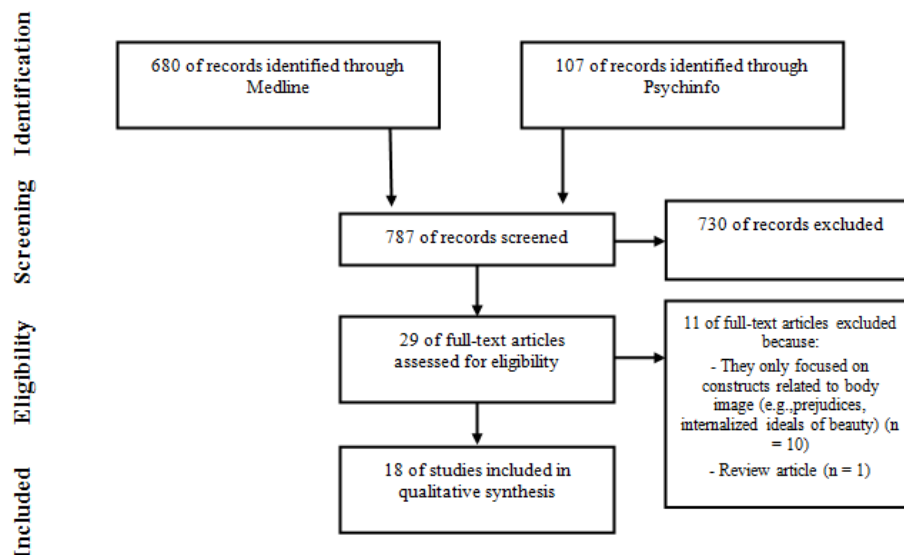 Identification
680 of records identified through
Medline
107 of records identified through
Psychinfo
Screening
787 of records screened
730 of records excluded
Eligibility
29 of full-text articles
assessed for eligibility
11 of full-text articles excluded
because:
- They only focused on
constructs related to body
image (e.g.,prejudices,
internalized ideals of beauty) (n
= 10)
- Review article (n = 1)
Included
18 of studies included in
qualitative synthesis